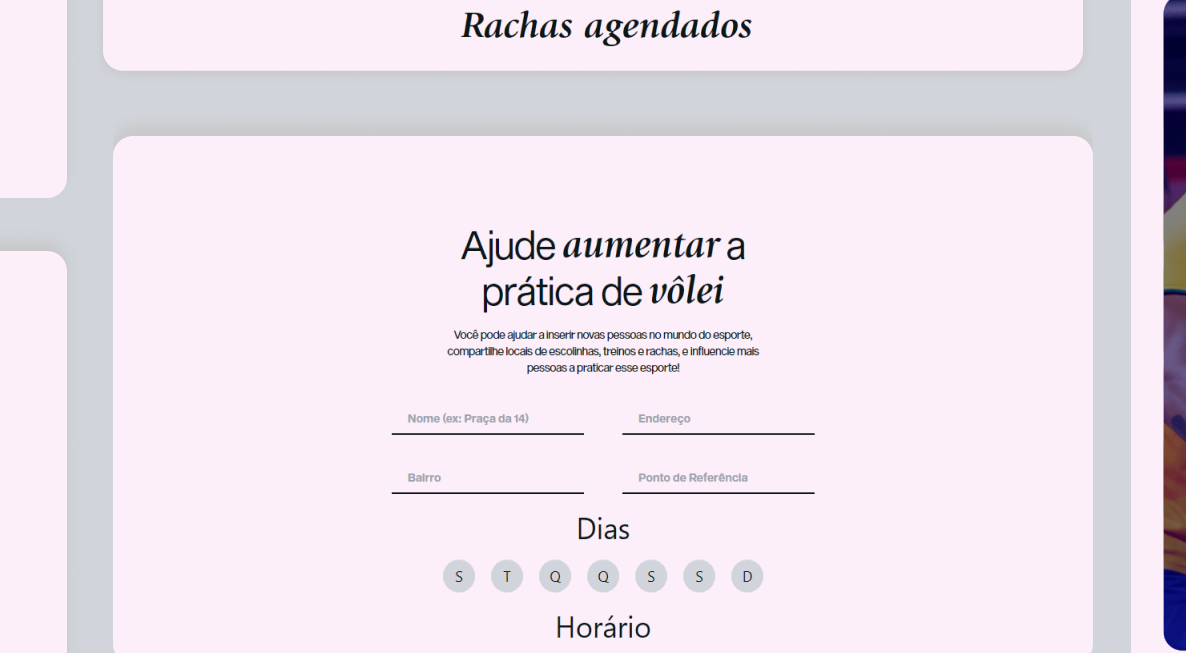 Rachas agendados
Ajude aumentar a
prática de vôlei
Você pode ajudar a inserir novas pessoas no mundo do esporte,
compartilhe locais de escolinhas, treinos e rachas, e influencie mais
pessoas a praticar esse esporte!
Nome (ex: Praça da 14)
Endereço
Bairro
Ponto de Referência
Dias
S T Q Q S S D
Horário